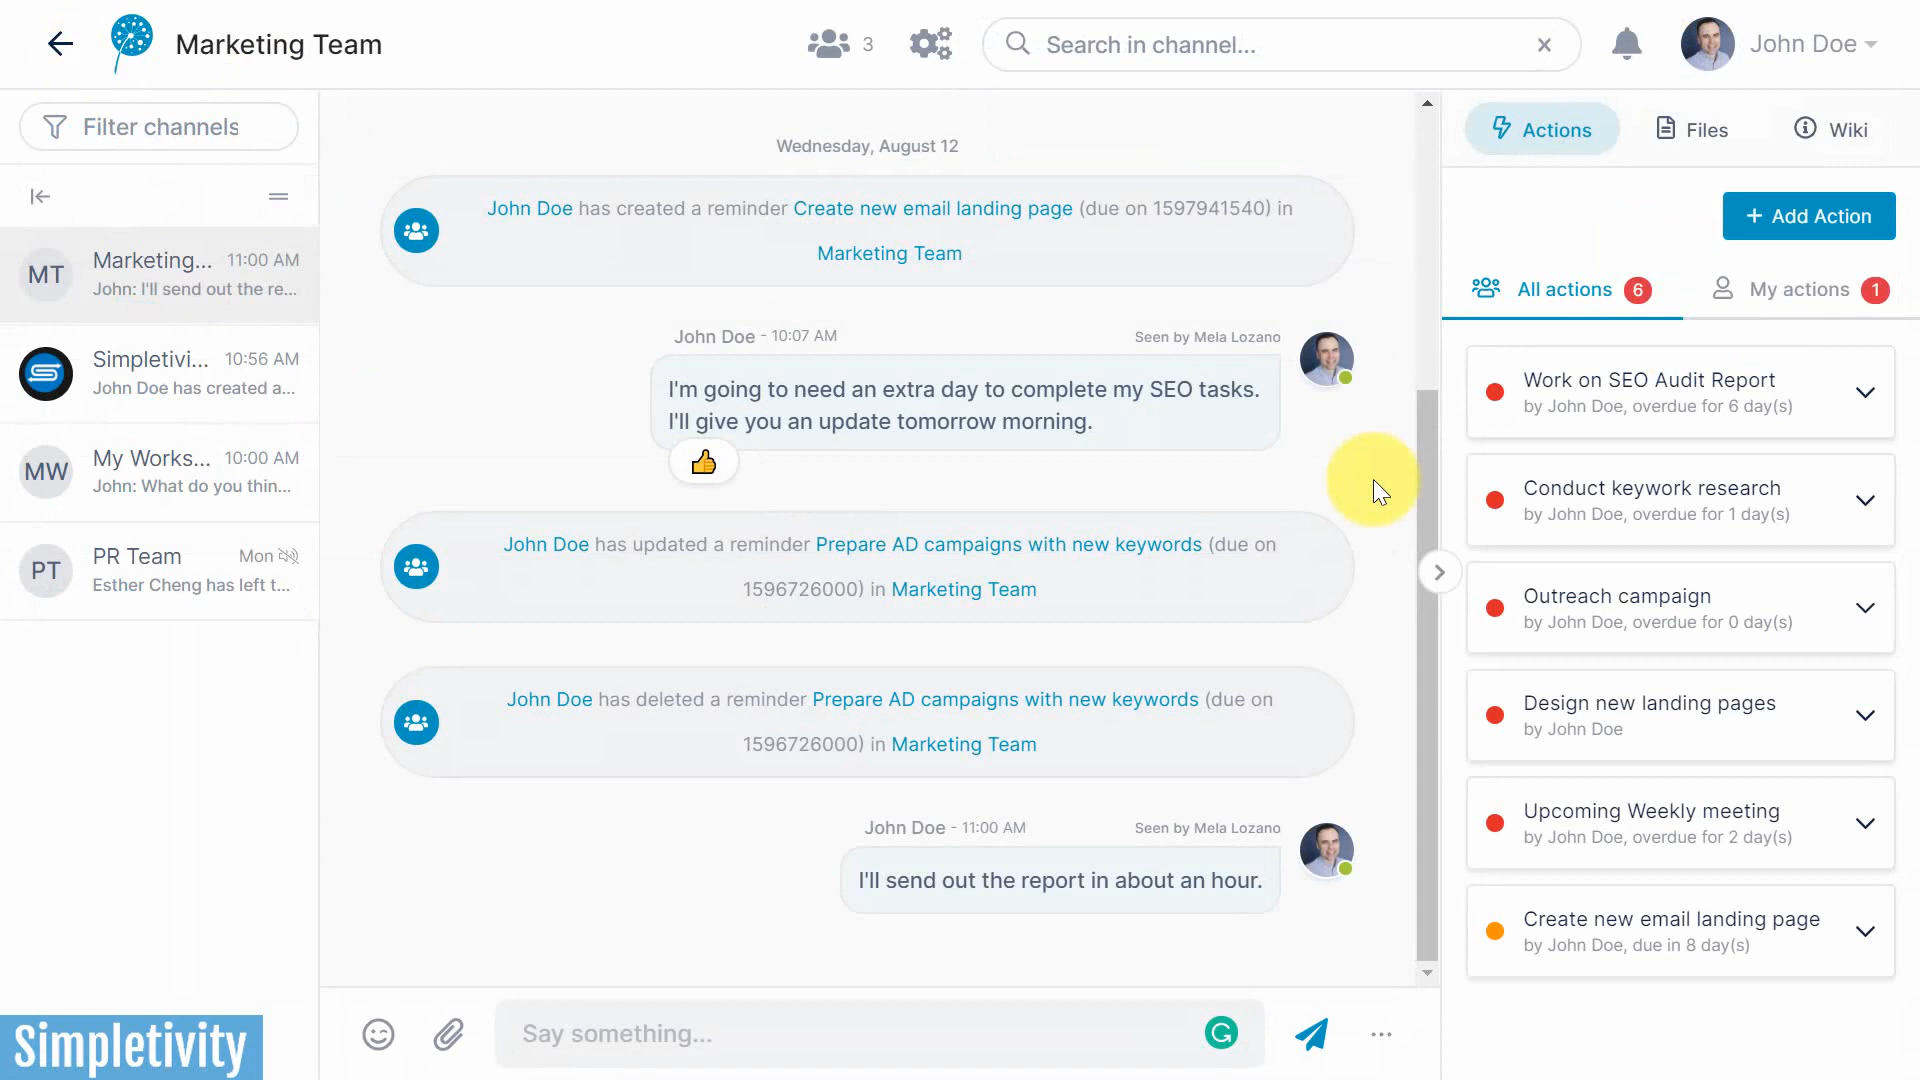 Marketing Team
3
Search in channel...
John Doe
Filter channels
MT
Marketing...
11:00 AM
John: I'll send out the re...
Simpletivi...
10:56 AM
John Doe has created a...
MW
My Works...
10:00 AM
John: What do you thin...
PT
PR Team
Mon
Esther Cheng has left t...
Wednesday, August 12
John Doe has created a reminder Create new email landing page (due on 1597941540) in
Marketing Team
John Doe - 10:07 AM
Seen by Mela Lozano
I'm going to need an extra day to complete my SEO tasks.
I'll give you an update tomorrow morning.
John Doe has updated a reminder Prepare AD campaigns with new keywords (due on
1596726000) in Marketing Team
John Doe has deleted a reminder Prepare AD campaigns with new keywords (due on
1596726000) in Marketing Team
John Doe - 11:00 AM
Seen by Mela Lozano
I'll send out the report in about an hour.
Say something...
Actions
Files
Wiki
+ Add Action
All actions 6
My actions 1
Work on SEO Audit Report
by John Doe, overdue for 6 day(s)
Conduct keywork research
by John Doe, overdue for 1 day(s)
Outreach campaign
by John Doe, overdue for 0 day(s)
Design new landing pages
by John Doe
Upcoming Weekly meeting
by John Doe, overdue for 2 day(s)
Create new email landing page
by John Doe, due in 8 day(s)
Simpletivity